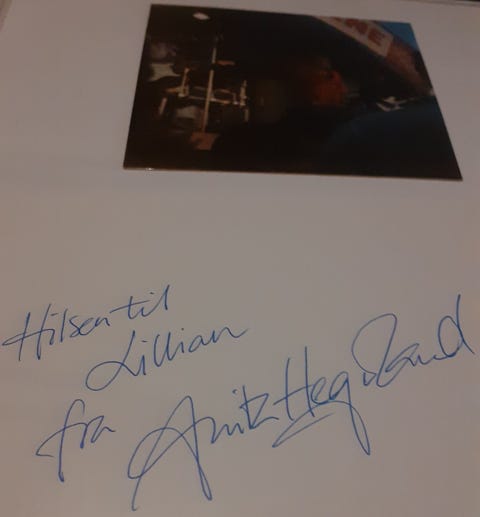 Hilsen til
Lillian
fra Anita Hegerland